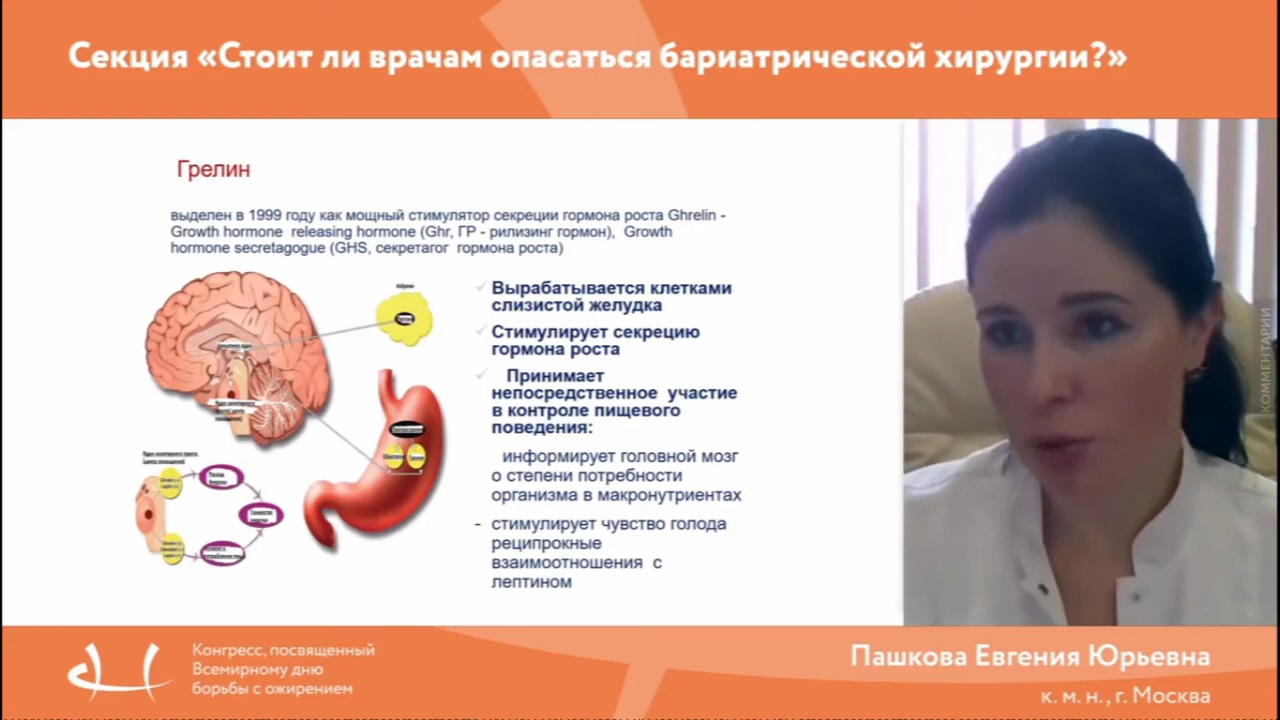 Секция «Стоит ли врачам опасаться бариатрической хирургии?»
Грелин
выделен в 1999 году как мощный стимулятор секреции гормона роста Ghrelin -
Growth hormone releasing hormone (Ghr, ГР - рилизинг гормон), Growth
hormone secretagogue (GHS, секретагог гормона роста)
Вырабатывается клетками
слизистой желудка
Стимулирует секрецию
гормона роста
Принимает
непосредственное участие
в контроле пищевого
поведения:
информирует головной мозг
о степени потребности
организма в макронутриентах
- стимулирует чувство голода
реципрокные
взаимоотношения с
лептином
КОММЕНТАРИИ
Конгресс, посвященный
Всемирному дню
борьбы с ожирением
Пашкова Евгения Юрьевна
к. м. н., г. Москва